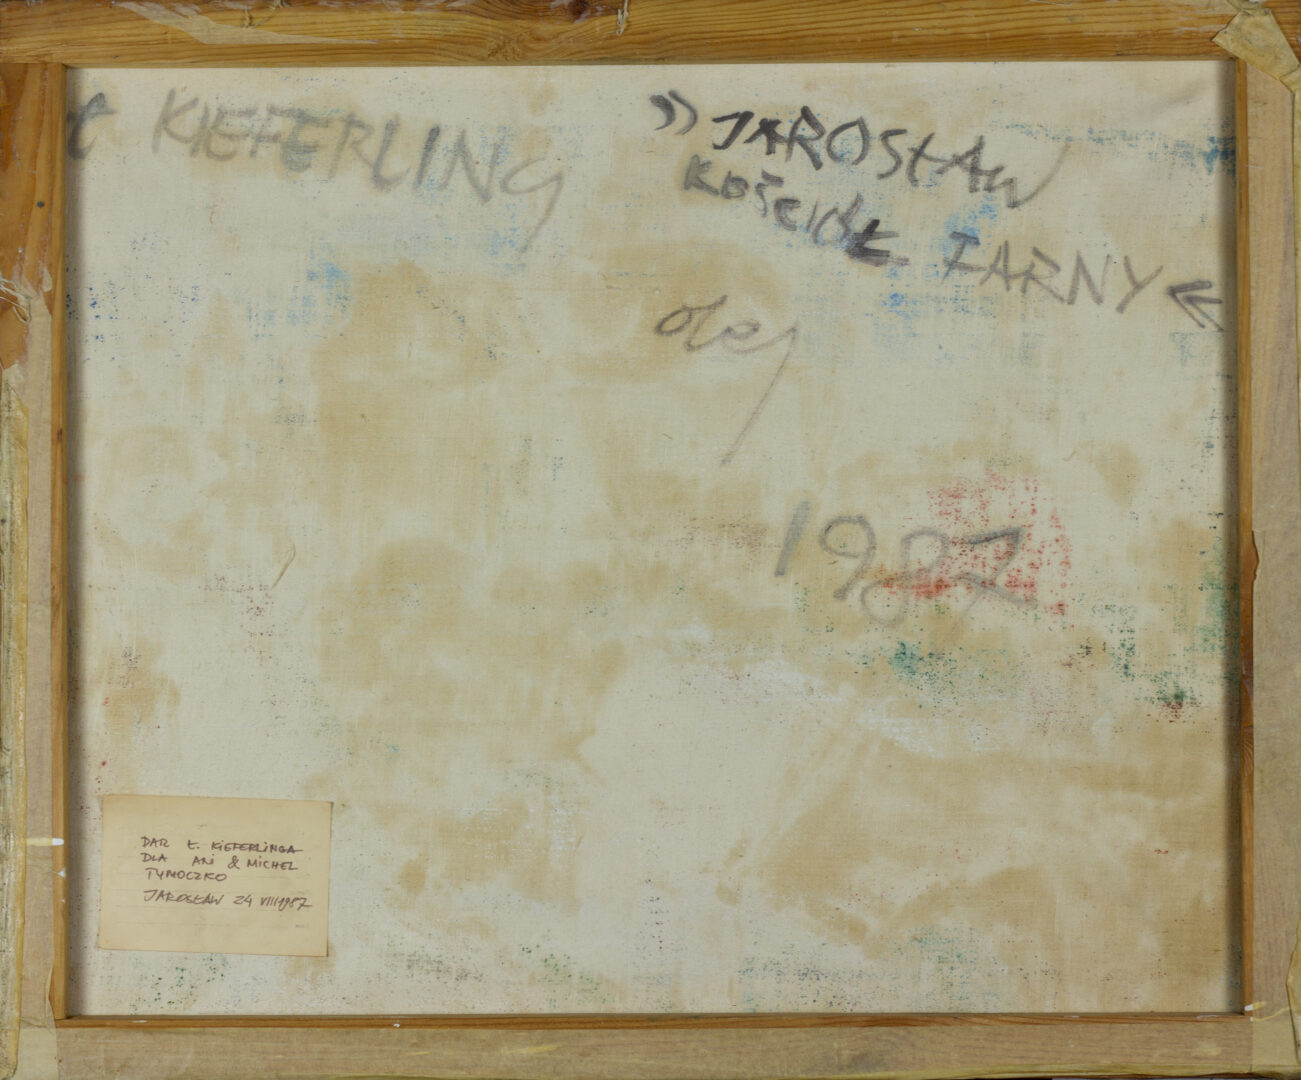 Ł KIEFERLING
"JAROSŁAW
KOŚCIÓŁ FARNY «
olej
1987
DAR Ł. KIEFERLINGA
DLA ANI & MICHEL
TYMOCZKO
JAROSŁAW 24 VIII 1987